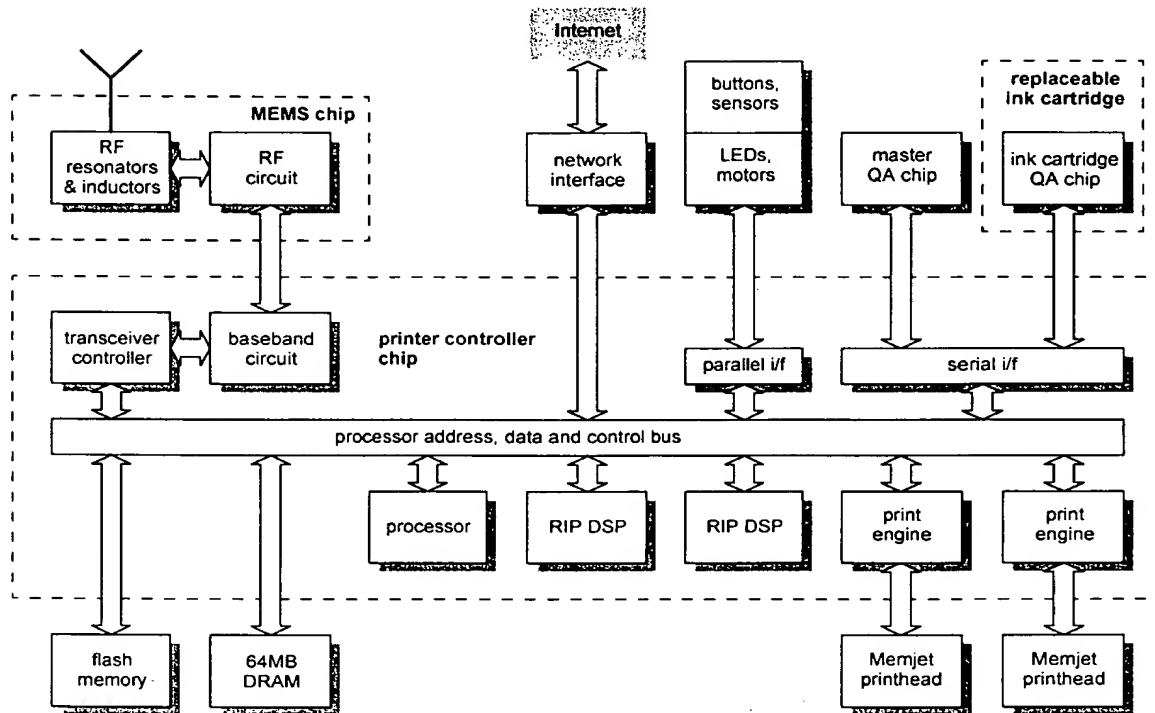 Internet
buttons,
sensors
replaceable
ink cartridge
MEMS chip
RF
resonators
& inductors
RF
circuit
network
interface
LEDs,
motors
master
QA chip
ink cartridge
QA chip
transceiver
controller
baseband
circuit
printer controller
chip
parallel i/f
serial i/f
processor address, data and control bus
processor
RIP DSP
RIP DSP
print
engine
print
engine
flash
memory
64MB
DRAM
Memjet
printhead
Memjet
printhead